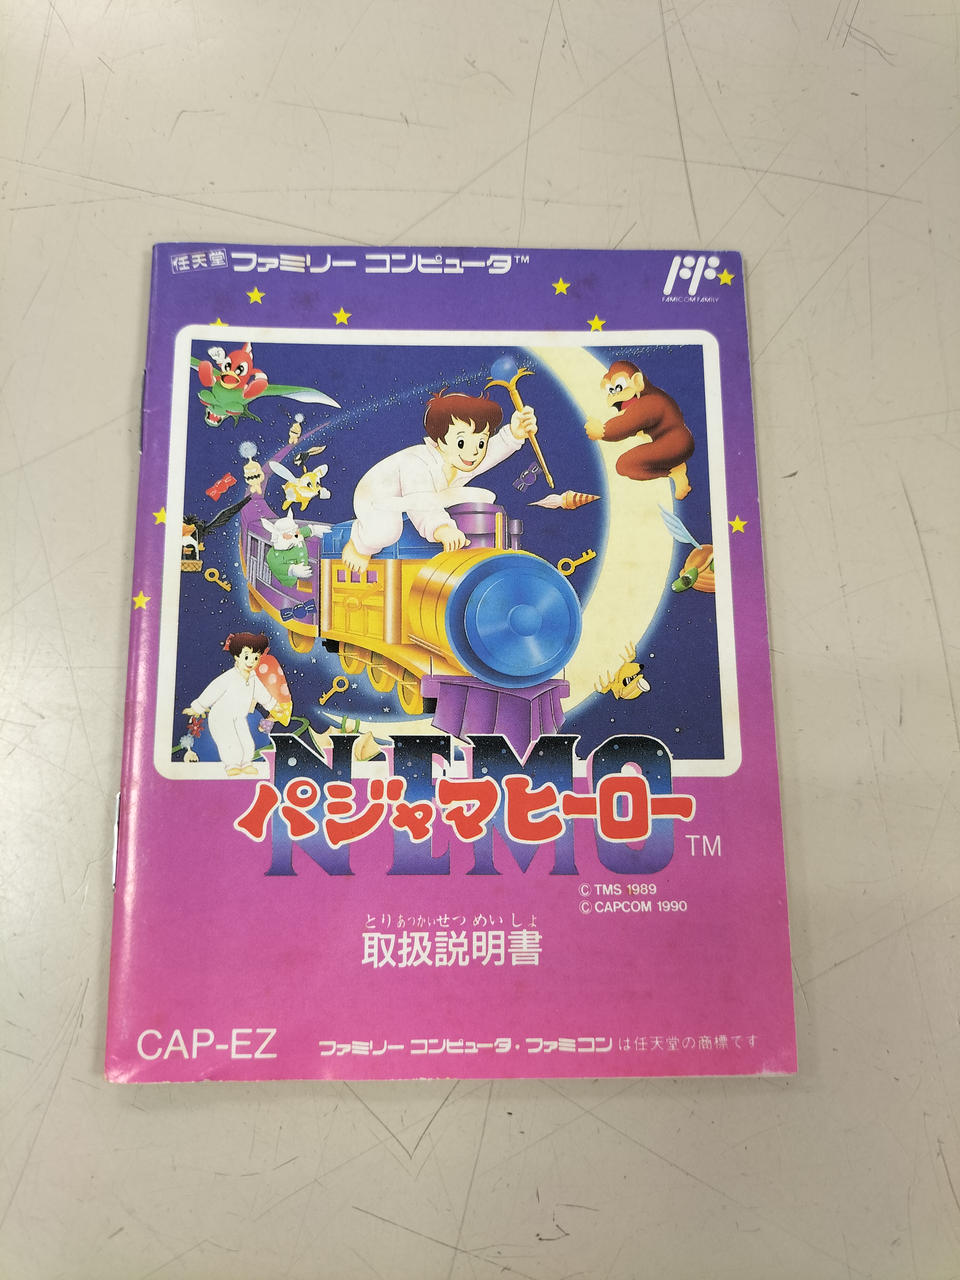 任天堂 ファミリー コンピュータ™
FAMICOM FAMILY
NEMO
パジャマヒーロー
TM
© TMS 1989
© CAPCOM 1990
とりあつかいせつめいしょ
取扱説明書
CAP-EZ
ファミリー コンピュータ・ファミコン は任天堂の商標です